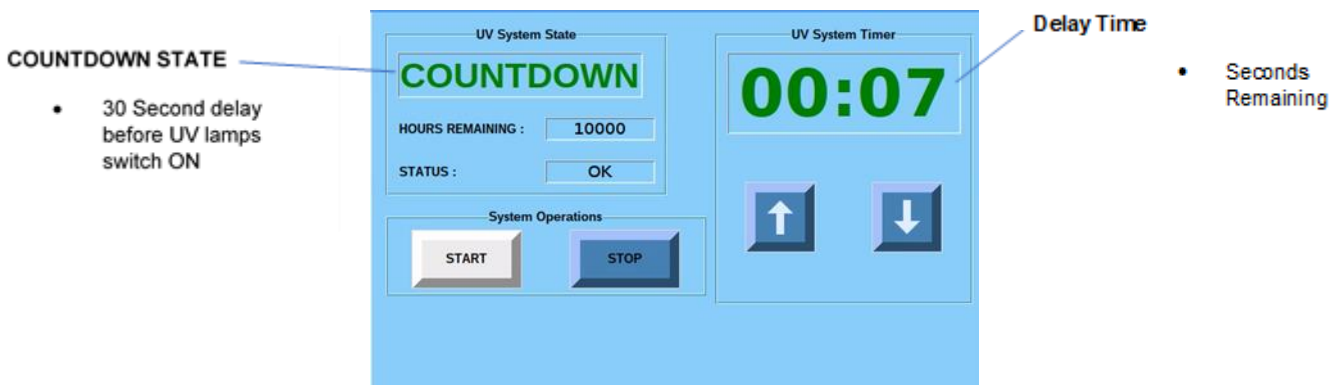 COUNTDOWN STATE
• 30 Second delay
before UV lamps
switch ON
UV System State
COUNTDOWN
HOURS REMAINING : 10000
STATUS : OK
System Operations
START STOP
UV System Timer
00:07
Delay Time
• Seconds
Remaining